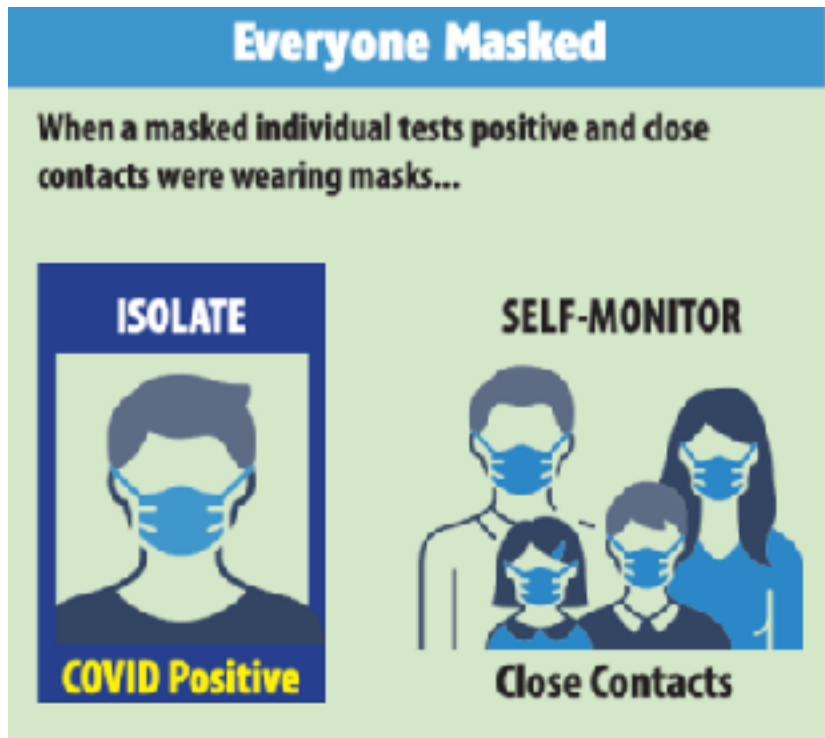 Everyone Masked
When a masked individual tests positive and close
contacts were wearing masks...
ISOLATE
COVID Positive
SELF-MONITOR
Close Contacts